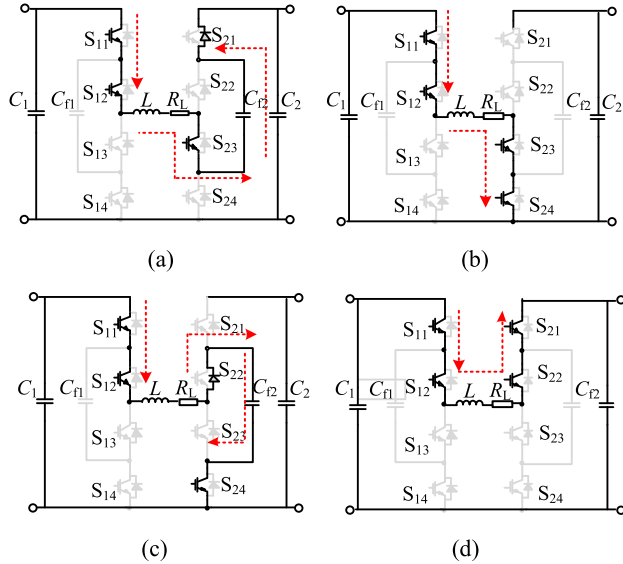 S11
S21
S12
S22
C1
Cf1
L
RL
Cf2
C2
S13
S23
S14
S24
(a)
S11
S21
S12
S22
C1
Cf1
L
RL
Cf2
C2
S13
S23
S14
S24
(b)
S11
S21
S12
S22
C1
Cf1
L
RL
Cf2
C2
S13
S23
S14
S24
(c)
S11
S21
S12
S22
C1
Cf1
L
RL
Cf2
C2
S13
S23
S14
S24
(d)